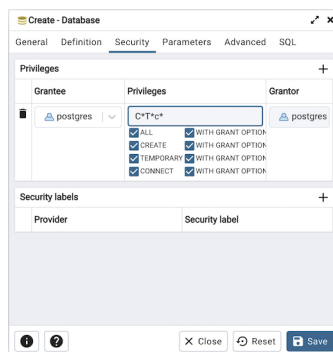 Create - Database
General Definition Security Parameters Advanced SQL
Privileges
Grantee Privileges Grantor
postgres C*T*c* postgres
ALL WITH GRANT OPTION
CREATE WITH GRANT OPTION
TEMPORARY WITH GRANT OPTION
CONNECT WITH GRANT OPTION
Security labels
Provider Security label
Close Reset Save